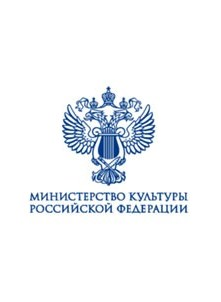 МИНИСТЕРСТВО КУЛЬТУРЫ
РОССИЙСКОЙ ФЕДЕРАЦИИ